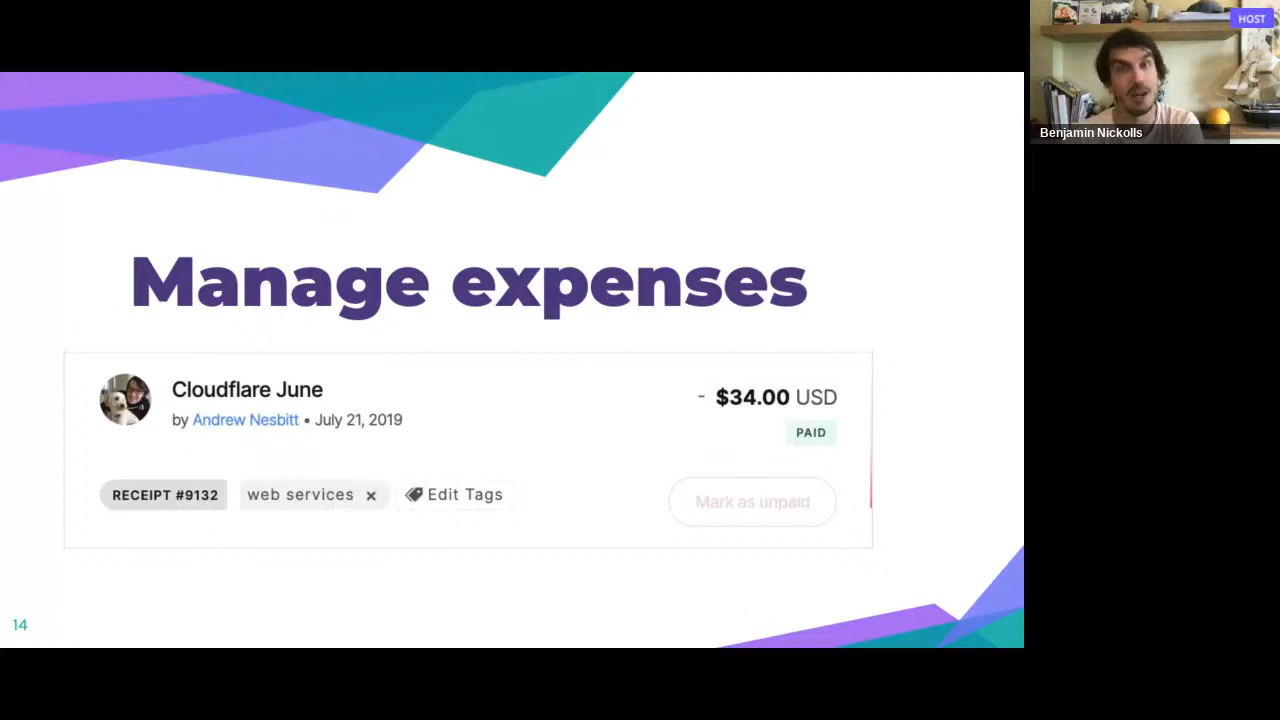 HOST
Benjamin Nickolls
Manage expenses
Cloudflare June
by Andrew Nesbitt • July 21, 2019
- $34.00 USD
PAID
RECEIPT #9132
web services x
Edit Tags
Mark as unpaid
14